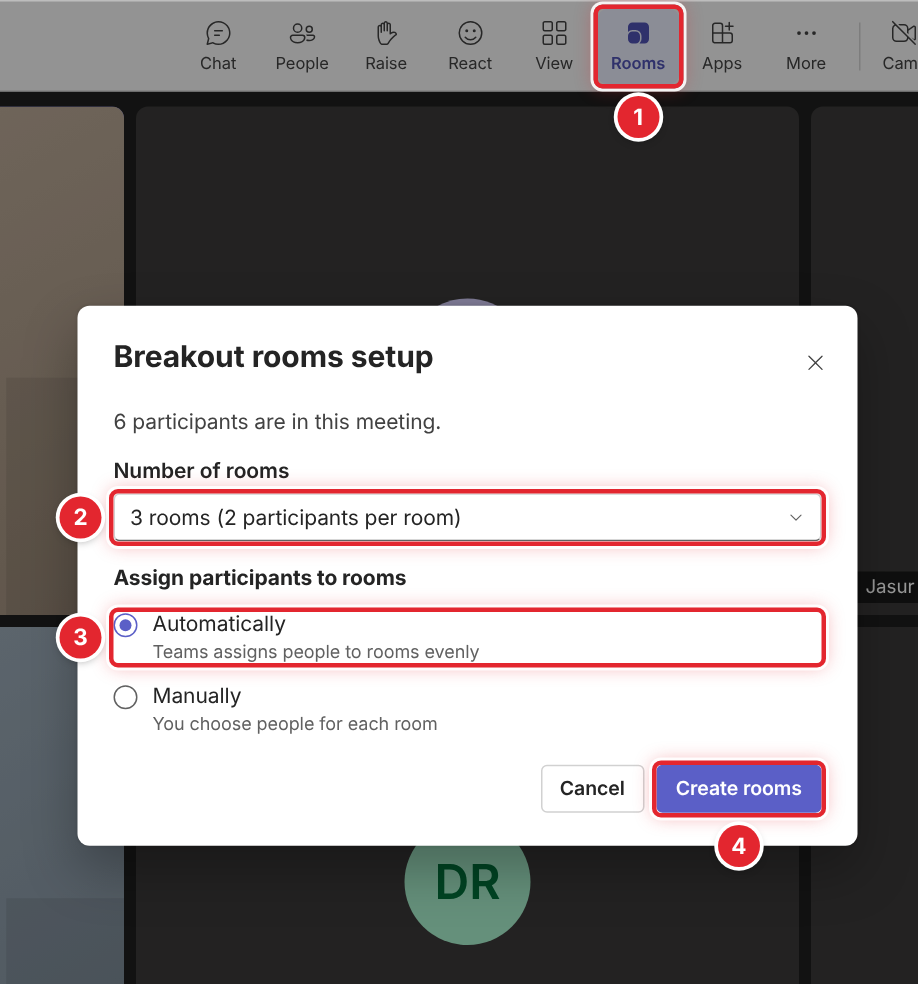 Chat People Raise React View Rooms Apps More Cam
1
Breakout rooms setup
6 participants are in this meeting.
Number of rooms
2 3 rooms (2 participants per room)
Assign participants to rooms
Jasur
3 Automatically
Teams assigns people to rooms evenly
Manually
You choose people for each room
Cancel Create rooms
4
DR